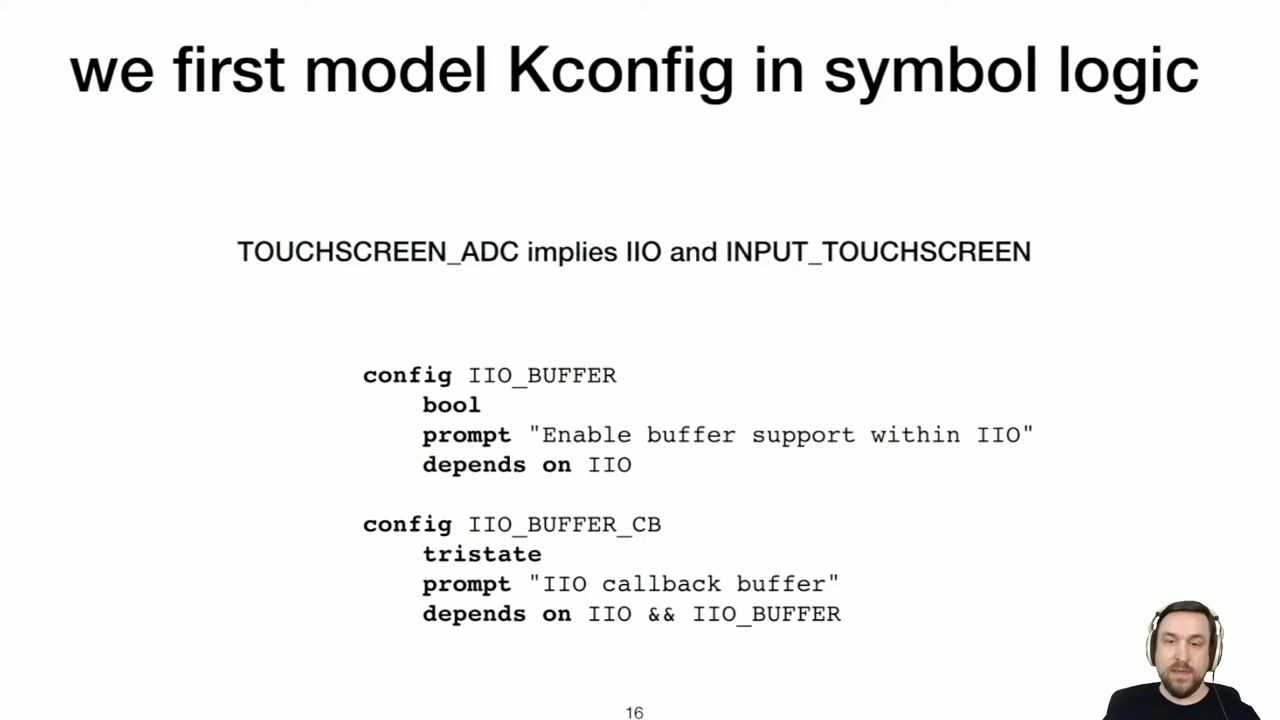 we first model Kconfig in symbol logic
TOUCHSCREEN_ADC implies IIO and INPUT_TOUCHSCREEN
config IIO_BUFFER
bool
prompt "Enable buffer support within IIO"
depends on IIO
config IIO_BUFFER_CB
tristate
prompt "IIO callback buffer"
depends on IIO && IIO_BUFFER
16